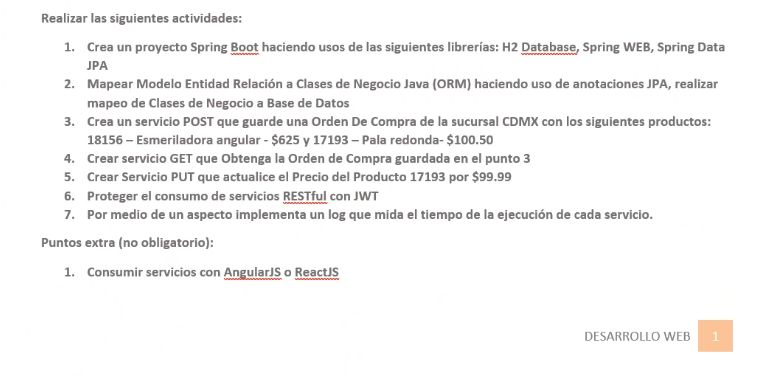 Realizar las siguientes actividades:
1. Crea un proyecto Spring Boot haciendo usos de las siguientes librerías: H2 Database, Spring WEB, Spring Data
JPA
2. Mapear Modelo Entidad Relación a Clases de Negocio Java (ORM) haciendo uso de anotaciones JPA, realizar
mapeo de Clases de Negocio a Base de Datos
3. Crea un servicio POST que guarde una Orden De Compra de la sucursal CDMX con los siguientes productos:
18156 – Esmeriladora angular - $625 y 17193 – Pala redonda- $100.50
4. Crear servicio GET que Obtenga la Orden de Compra guardada en el punto 3
5. Crear Servicio PUT que actualice el Precio del Producto 17193 por $99.99
6. Proteger el consumo de servicios RESTful con JWT
7. Por medio de un aspecto implementa un log que mida el tiempo de la ejecución de cada servicio.
Puntos extra (no obligatorio):
1. Consumir servicios con AngularJS o ReactJS
DESARROLLO WEB 1